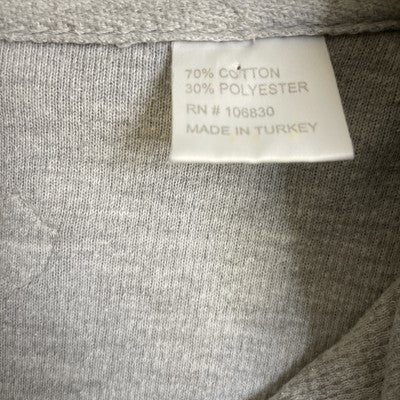 70% COTTON
30% POLYESTER
RN # 106830
MADE IN TURKEY